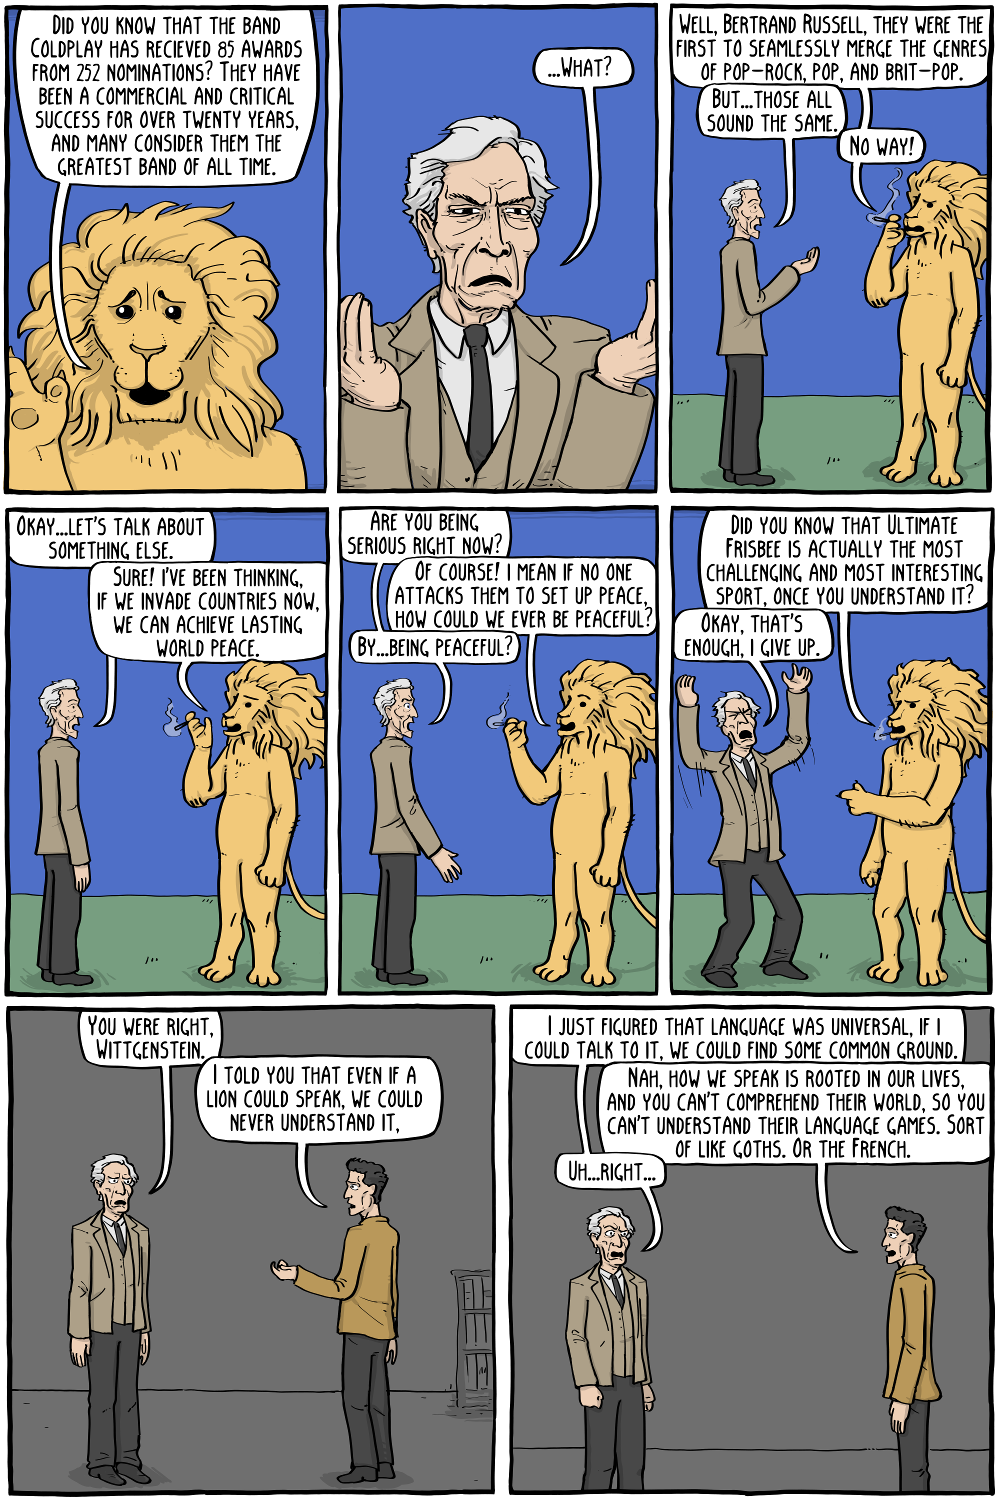 Did you know that the band
Coldplay has recieved 85 awards
from 252 nominations? They have
been a commercial and critical
success for over twenty years,
and many consider them the
greatest band of all time.
...What?
Well, Bertrand Russell, they were the
first to seamlessly merge the genres
of pop-rock, pop, and brit-pop.
But...those all
sound the same.
No way!
Okay...let's talk about
something else.
Sure! I've been thinking,
if we invade countries now,
we can achieve lasting
world peace.
Are you being
serious right now?
Of course! I mean if no one
attacks them to set up peace,
how could we ever be peaceful?
By...being peaceful?
Did you know that Ultimate
Frisbee is actually the most
challenging and most interesting
sport, once you understand it?
Okay, that's
enough, I give up.
You were right,
Wittgenstein.
I told you that even if a
lion could speak, we could
never understand it,
I just figured that language was universal, if I
could talk to it, we could find some common ground.
Nah, how we speak is rooted in our lives,
and you can't comprehend their world, so you
can't understand their language games. Sort
of like goths. Or the French.
Uh...right...